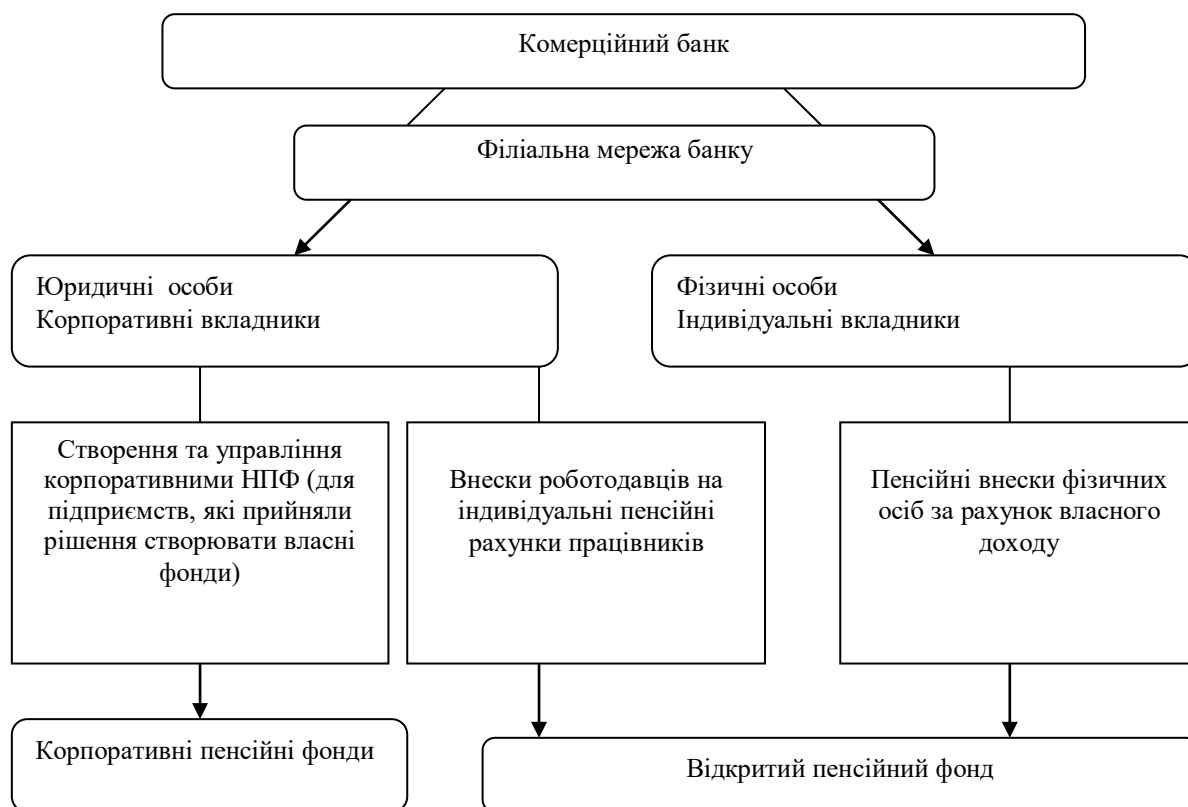 Комерційний банк
Філіальна мережа банку
Юридичні особи
Корпоративні вкладники
Фізичні особи
Індивідуальні вкладники
Створення та управління
корпоративними НПФ (для
підприємств, які прийняли
рішення створювати власні
фонди)
Внески роботодавців на
індивідуальні пенсійні
рахунки працівників
Пенсійні внески фізичних
осіб за рахунок власного
доходу
Корпоративні пенсійні фонди
Відкритий пенсійний фонд